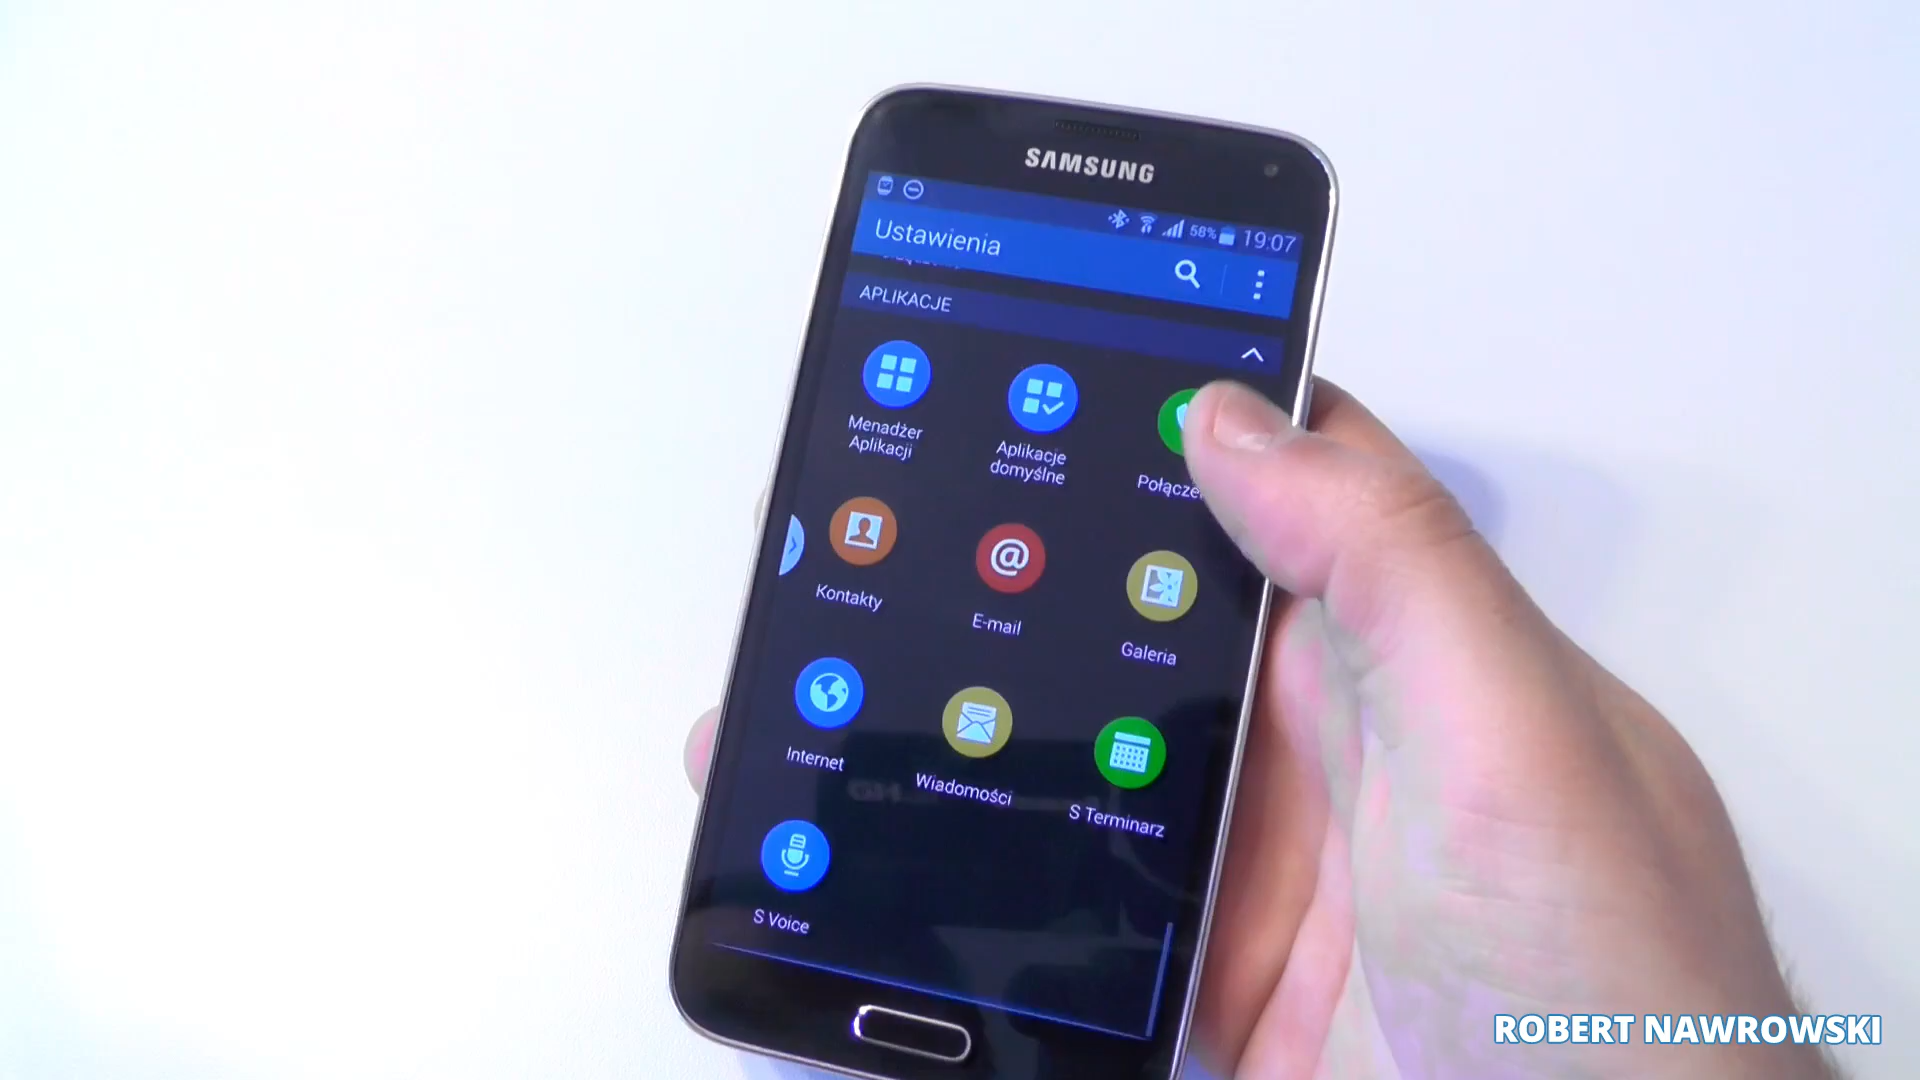 SAMSUNG
58% 19:07
Ustawienia
APLIKACJE
Menadżer
Aplikacji
Aplikacje
domyślne
Kontakty
E-mail
Galeria
Internet
Wiadomości
S Terminarz
S Voice
ROBERT NAWROWSKI